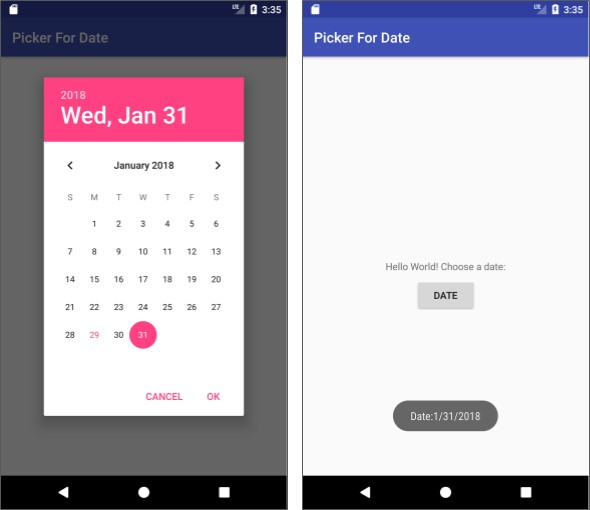 LTE 3:35
Picker For Date
2018
Wed, Jan 31
January 2018
S M T W T F S
1 2 3 4 5 6
7 8 9 10 11 12 13
14 15 16 17 18 19 20
21 22 23 24 25 26 27
28 29 30 31
CANCEL OK
LTE 3:35
Picker For Date
Hello World! Choose a date:
DATE
Date:1/31/2018